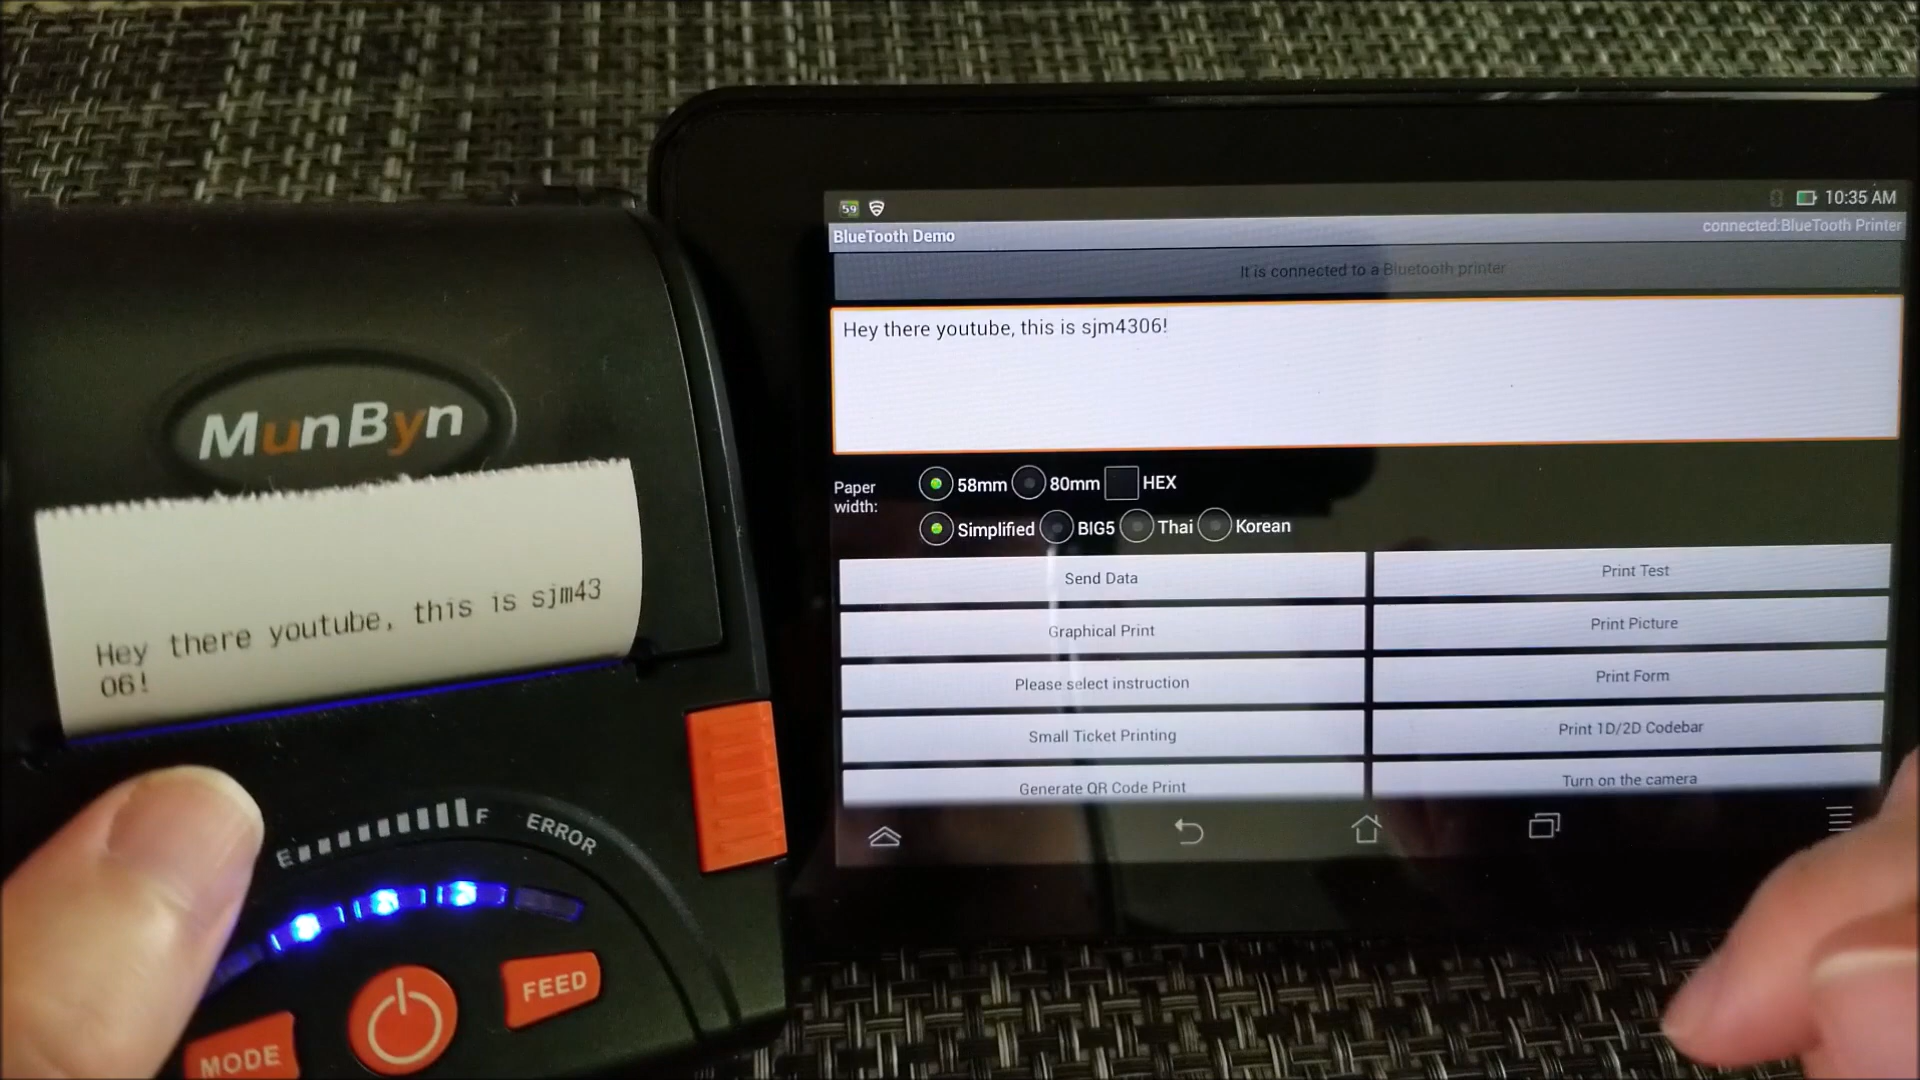 MunByn
Hey there youtube, this is sjm43
06!
E F ERROR
MODE
FEED
59 10:35 AM
BlueTooth Demo connected:BlueTooth Printer
It is connected to a Bluetooth printer
Hey there youtube, this is sjm4306!
Paper width: 58mm 80mm HEX
Simplified BIG5 Thai Korean
Send Data Print Test
Graphical Print Print Picture
Please select instruction Print Form
Small Ticket Printing Print 1D/2D Codebar
Generate QR Code Print Turn on the camera